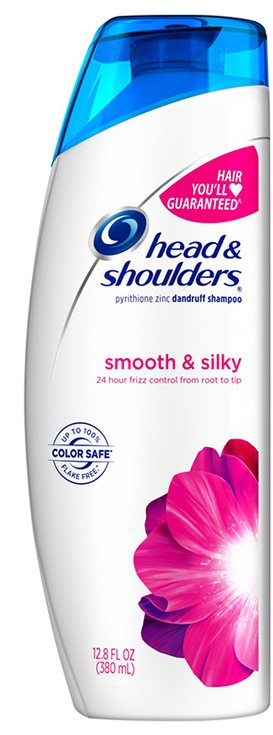 HAIR
YOU'LL♥
GUARANTEED^
head &
shoulders®
pyrithione zinc dandruff shampoo
smooth & silky
24 hour frizz control from root to tip
UP TO 100%
COLOR SAFE*
FLAKE FREE^
12.8 FL OZ
(380 mL)